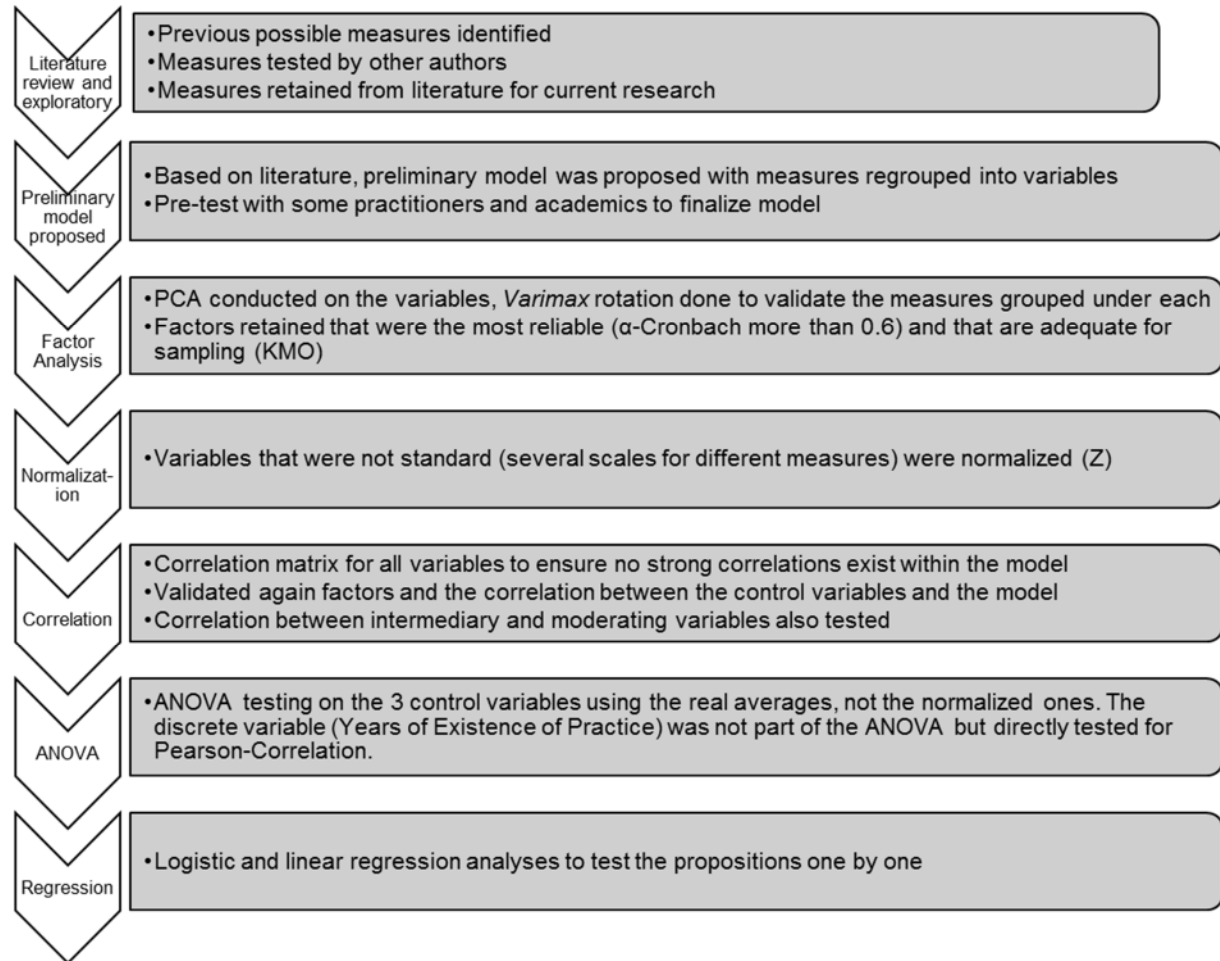 Literature
review and
exploratory
•Previous possible measures identified
•Measures tested by other authors
•Measures retained from literature for current research
Preliminary
model
proposed
•Based on literature, preliminary model was proposed with measures regrouped into variables
•Pre-test with some practitioners and academics to finalize model
Factor
Analysis
•PCA conducted on the variables, Varimax rotation done to validate the measures grouped under each
•Factors retained that were the most reliable (α-Cronbach more than 0.6) and that are adequate for
sampling (KMO)
Normalizat-
ion
•Variables that were not standard (several scales for different measures) were normalized (Z)
Correlation
•Correlation matrix for all variables to ensure no strong correlations exist within the model
•Validated again factors and the correlation between the control variables and the model
•Correlation between intermediary and moderating variables also tested
ANOVA
•ANOVA testing on the 3 control variables using the real averages, not the normalized ones. The
discrete variable (Years of Existence of Practice) was not part of the ANOVA but directly tested for
Pearson-Correlation.
Regression
•Logistic and linear regression analyses to test the propositions one by one